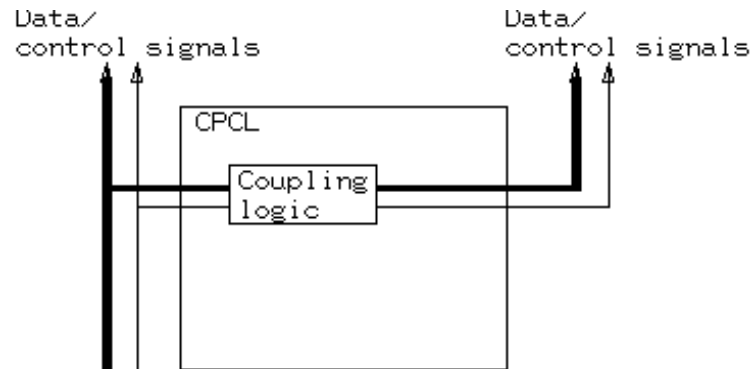 Data/
control signals
Data/
control signals
CPCL
Coupling
logic